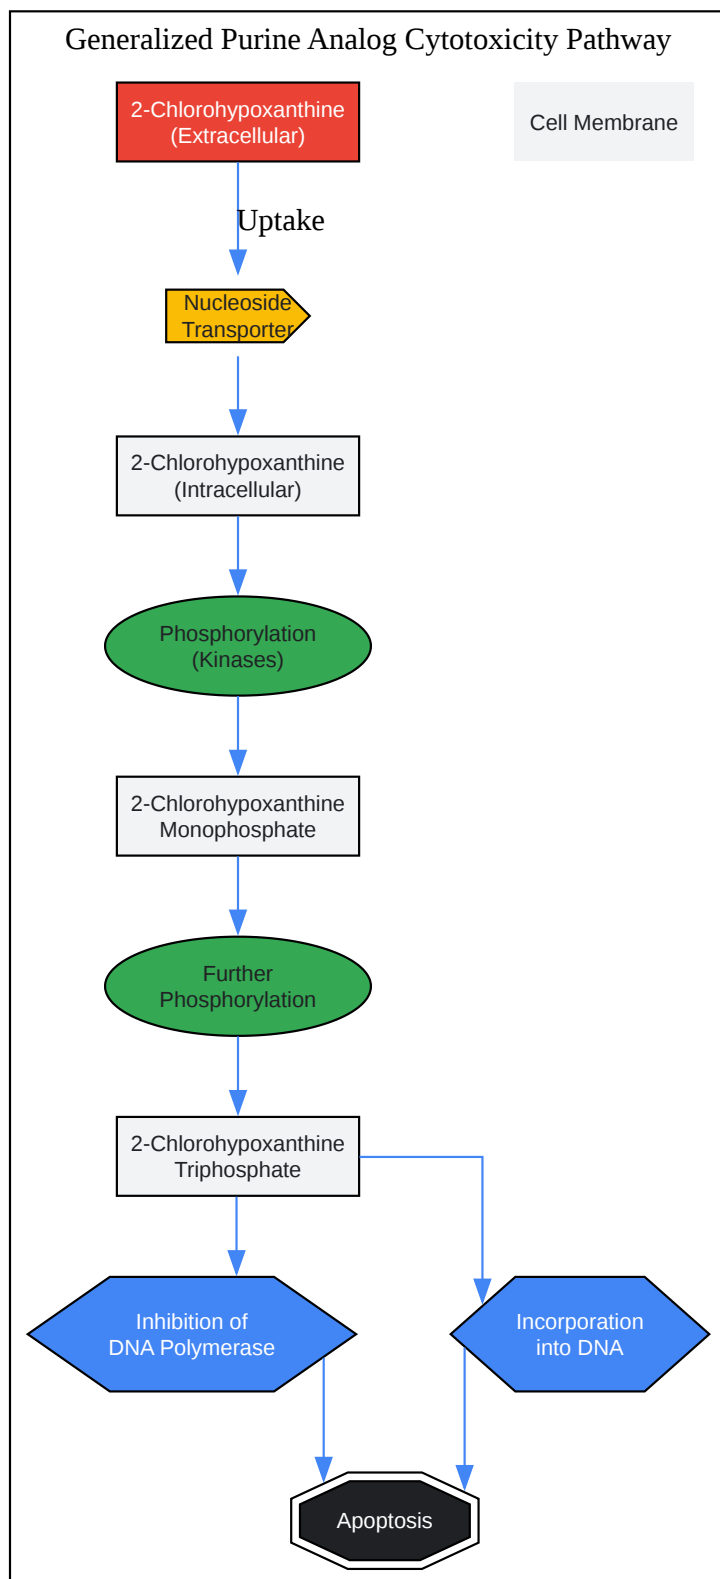 Generalized Purine Analog Cytotoxicity Pathway
2-Chlorohypoxanthine
(Extracellular)
Cell Membrane
Uptake
Nucleoside
Transporter
2-Chlorohypoxanthine
(Intracellular)
Phosphorylation
(Kinases)
2-Chlorohypoxanthine
Monophosphate
Further
Phosphorylation
2-Chlorohypoxanthine
Triphosphate
Inhibition of
DNA Polymerase
Incorporation
into DNA
Apoptosis